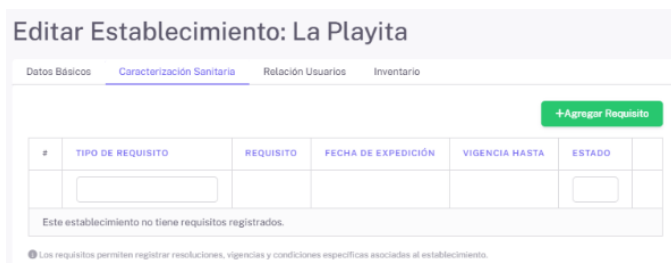 Editar Establecimiento: La Playita
Datos Básicos Caracterización Sanitaria Relación Usuarios Inventario
+Agregar Requisito
# TIPO DE REQUISITO REQUISITO FECHA DE EXPEDICIÓN VIGENCIA HASTA ESTADO
Este establecimiento no tiene requisitos registrados.
Los requisitos permiten registrar resoluciones, vigencias y condiciones específicas asociadas al establecimiento.